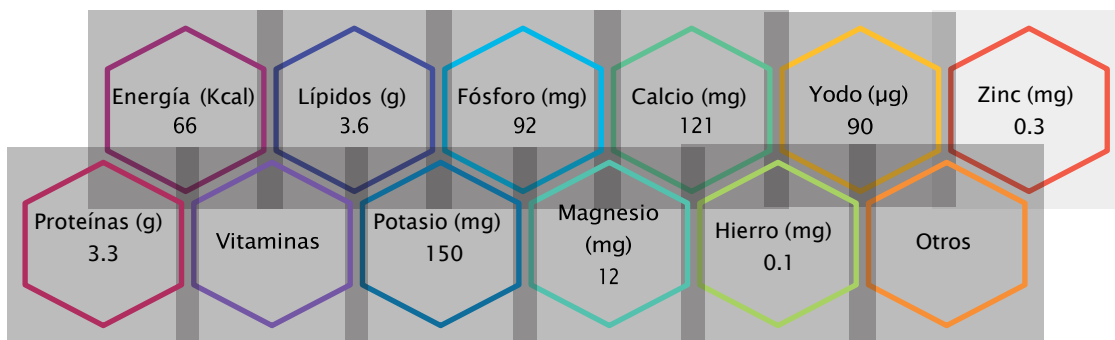 Energía (Kcal)
66
Lípidos (g)
3.6
Fósforo (mg)
92
Calcio (mg)
121
Yodo (µg)
90
Zinc (mg)
0.3
Proteínas (g)
3.3
Vitaminas
Potasio (mg)
150
Magnesio
(mg)
12
Hierro (mg)
0.1
Otros